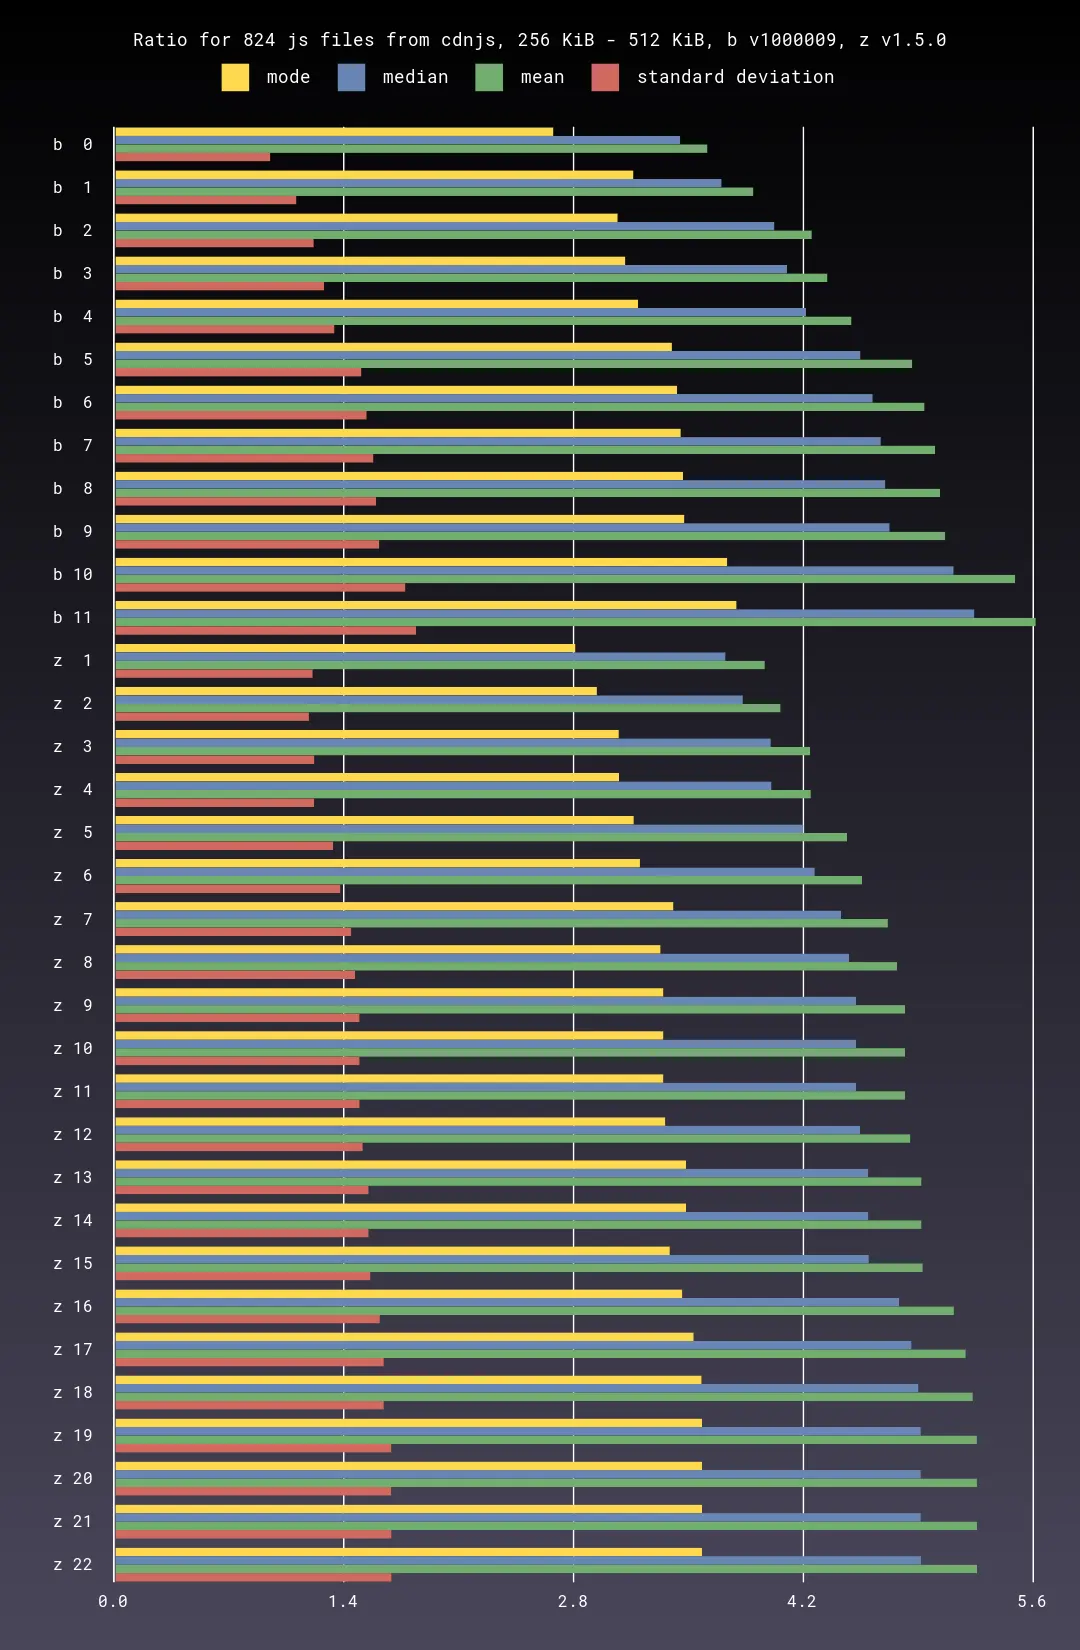 Ratio for 824 js files from cdnjs, 256 KiB - 512 KiB, b v1000009, z v1.5.0
mode median mean standard deviation
b 0
b 1
b 2
b 3
b 4
b 5
b 6
b 7
b 8
b 9
b 10
b 11
z 1
z 2
z 3
z 4
z 5
z 6
z 7
z 8
z 9
z 10
z 11
z 12
z 13
z 14
z 15
z 16
z 17
z 18
z 19
z 20
z 21
z 22
0.0 1.4 2.8 4.2 5.6